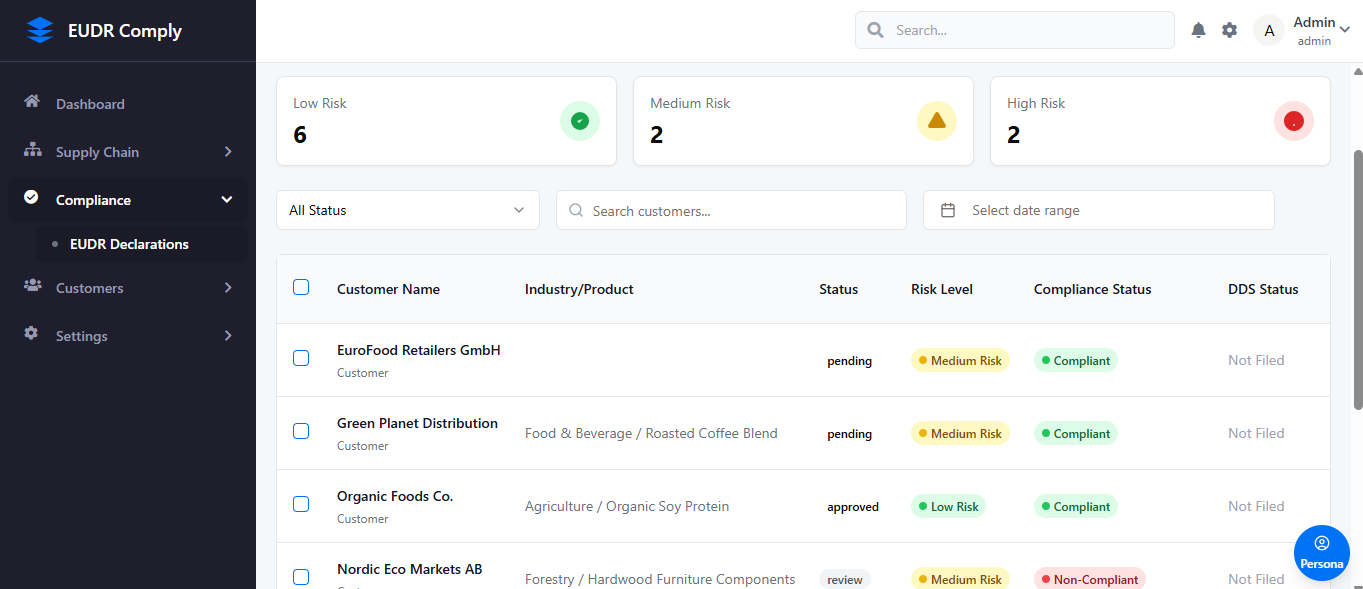 EUDR Comply
Search...
A
Admin
admin
Dashboard
Supply Chain
Compliance
EUDR Declarations
Customers
Settings
Low Risk
6
Medium Risk
2
High Risk
2
All Status
Search customers...
Select date range
Customer Name Industry/Product Status Risk Level Compliance Status DDS Status
EuroFood Retailers GmbH
Customer
pending Medium Risk Compliant Not Filed
Green Planet Distribution
Customer
Food & Beverage / Roasted Coffee Blend pending Medium Risk Compliant Not Filed
Organic Foods Co.
Customer
Agriculture / Organic Soy Protein approved Low Risk Compliant Not Filed
Nordic Eco Markets AB
Forestry / Hardwood Furniture Components review Medium Risk Non-Compliant Not Filed
Persona